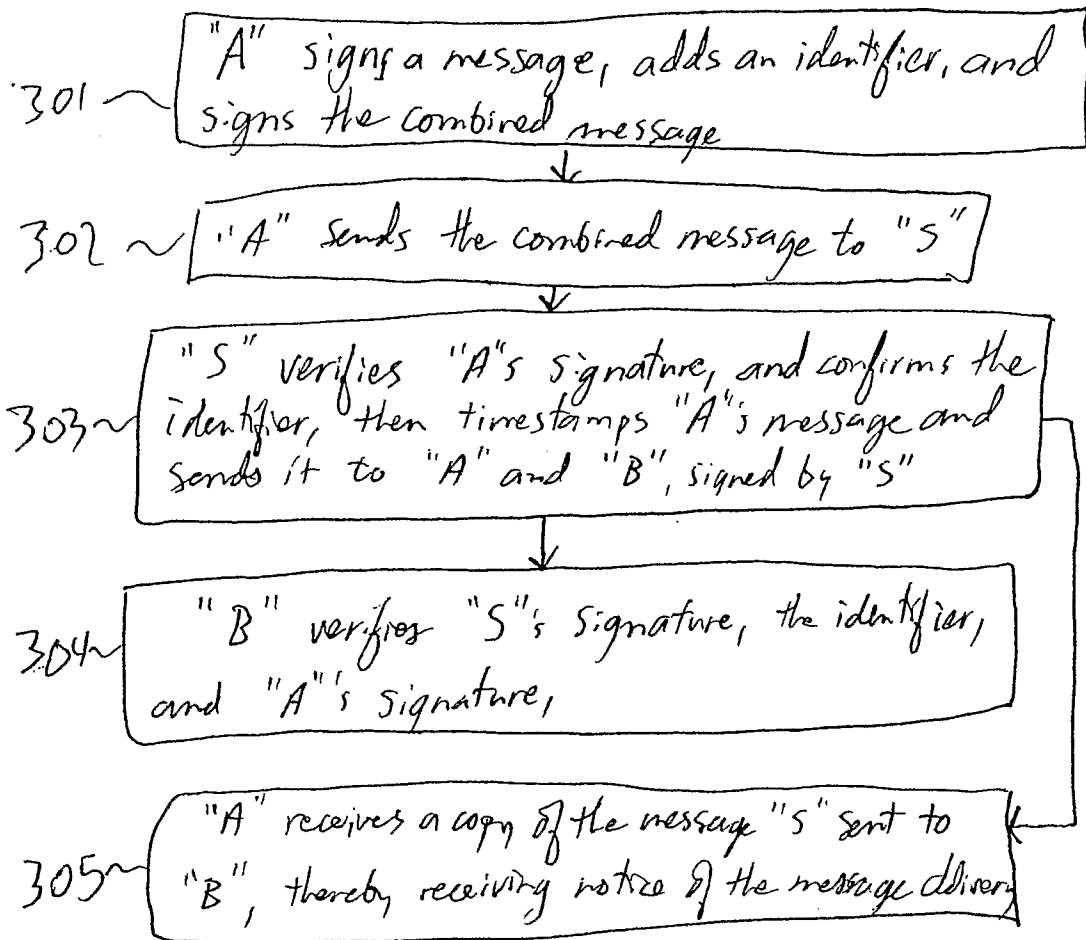 301 "A" signs a message, adds an identifier, and
signs the combined message
302 "A" sends the combined message to "S"
"S" verifies "A"s signature, and confirms the
303 identifier, then timestamps "A"'s message and
sends it to "A" and "B", signed by "S"
304 "B" verifies "S"'s signature, the identifier,
and "A"'s signature,
"A" receives a copy of the message "S" sent to
305 "B", thereby receiving notice of the message delivery